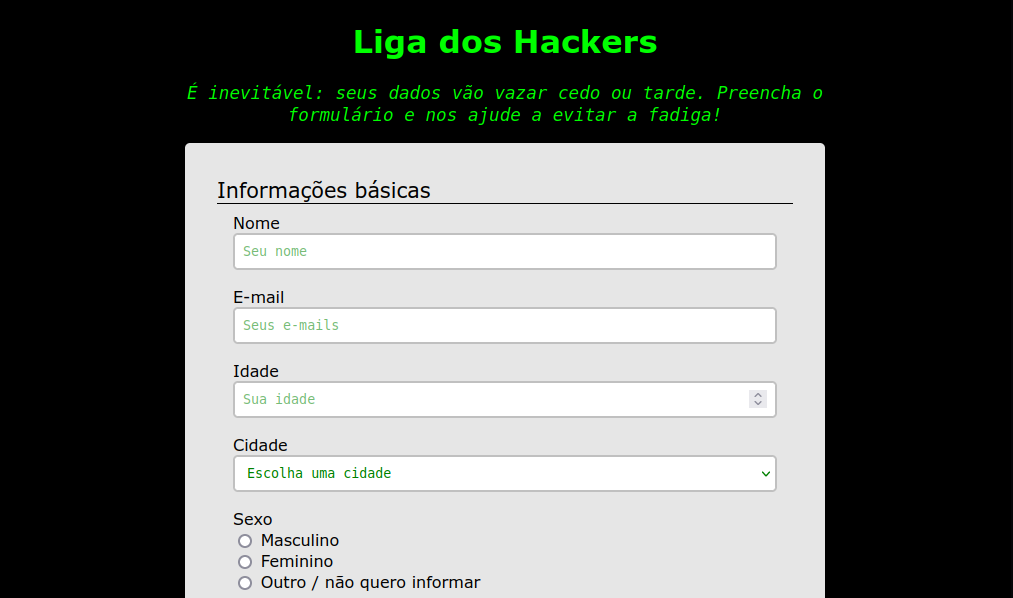 Liga dos Hackers
É inevitável: seus dados vão vazar cedo ou tarde. Preencha o
formulário e nos ajude a evitar a fadiga!
Informações básicas
Nome
Seu nome
E-mail
Seus e-mails
Idade
Sua idade
Cidade
Escolha uma cidade
Sexo
Masculino
Feminino
Outro / não quero informar